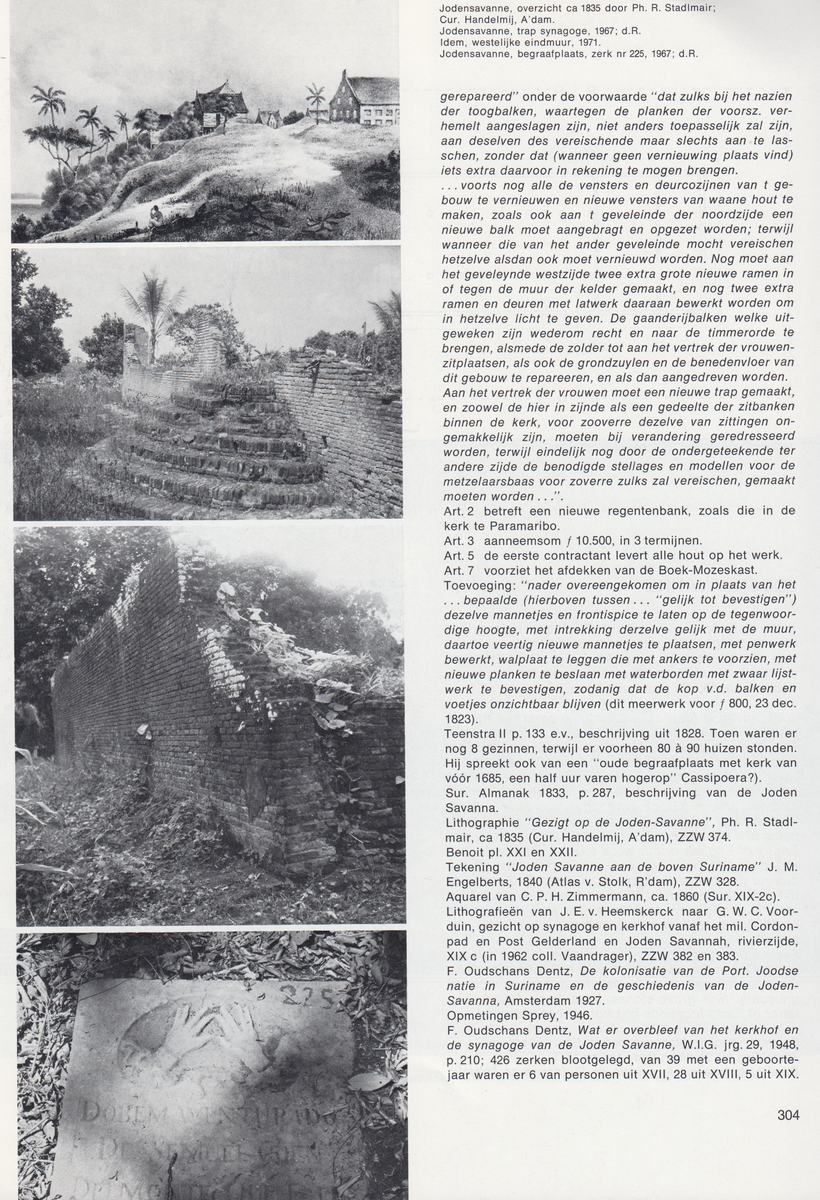 Jodensavanne, overzicht ca 1835 door Ph. R. Stadlmair;
Cur. Handelmij, A'dam.
Jodensavanne, trap synagoge, 1967; d.R.
Idem, westelijke eindmuur, 1971.
Jodensavanne, begraafplaats, zerk nr 225, 1967; d.R.
gerepareerd" onder de voorwaarde "dat zulks bij het nazien
der toogbalken, waartegen de planken der voorsz. ver-
hemelt aangeslagen zijn, niet anders toepasselijk zal zijn,
aan deselven des vereischende maar slechts aan te las-
schen, zonder dat (wanneer geen vernieuwing plaats vind)
iets extra daarvoor in rekening te mogen brengen.
...voorts nog alle de vensters en deurcozijnen van t ge-
bouw te vernieuwen en nieuwe vensters van waane hout te
maken, zoals ook aan t geveleinde der noordzijde een
nieuwe balk moet aangebragt en opgezet worden; terwijl
wanneer die van het ander geveleinde mocht vereischen
hetzelve alsdan ook moet vernieuwd worden. Nog moet aan
het geveleynde westzijde twee extra grote nieuwe ramen in
of tegen de muur der kelder gemaakt, en nog twee extra
ramen en deuren met latwerk daaraan bewerkt worden om
in hetzelve licht te geven. De gaanderijbalken welke uit-
geweken zijn wederom recht en naar de timmerorde te
brengen, alsmede de zolder tot aan het vertrek der vrouwen-
zitplaatsen, als ook de grondzuylen en de benedenvloer van
dit gebouw te repareeren, en als dan aangedreven worden.
Aan het vertrek der vrouwen moet een nieuwe trap gemaakt,
en zoowel de hier in zijnde als een gedeelte der zitbanken
binnen de kerk, voor zooverre dezelve van zittingen on-
gemakkelijk zijn, moeten bij verandering geredresseerd
worden, terwijl eindelijk nog door de ondergeteekende ter
andere zijde de benodigde stellages en modellen voor de
metzelaarsbaas voor zoverre zulks zal vereischen, gemaakt
moeten worden ...".
Art. 2 betreft een nieuwe regentenbank, zoals die in de
kerk te Paramaribo.
Art. 3 aanneemsom ƒ 10.500, in 3 termijnen.
Art. 5 de eerste contractant levert alle hout op het werk.
Art. 7 voorziet het afdekken van de Boek-Mozeskast.
Toevoeging: "nader overeengekomen om in plaats van het
...bepaalde (hierboven tussen... "gelijk tot bevestigen")
dezelve mannetjes en frontispice te laten op de tegenwoor-
dige hoogte, met intrekking derzelve gelijk met de muur,
daartoe veertig nieuwe mannetjes te plaatsen, met penwerk
bewerkt, walplaat te leggen die met ankers te voorzien, met
nieuwe planken te beslaan met waterborden met zwaar lijst-
werk te bevestigen, zodanig dat de kop v.d. balken en
voetjes onzichtbaar blijven (dit meerwerk voor ƒ 800, 23 dec.
1823).
Teenstra II p. 133 e.v., beschrijving uit 1828. Toen waren er
nog 8 gezinnen, terwijl er voorheen 80 à 90 huizen stonden.
Hij spreekt ook van een "oude begraafplaats met kerk van
vóór 1685, een half uur varen hogerop" Cassipoera?).
Sur. Almanak 1833, p. 287, beschrijving van de Joden
Savanna.
Lithographie "Gezigt op de Joden-Savanne", Ph. R. Stadl-
mair, ca 1835 (Cur. Handelmij, A'dam), ZZW 374.
Benoit pl. XXI en XXII.
Tekening "Joden Savanne aan de boven Suriname" J. M.
Engelberts, 1840 (Atlas v. Stolk, R'dam), ZZW 328.
Aquarel van C. P. H. Zimmermann, ca. 1860 (Sur. XIX-2c).
Lithografieën van J. E. v. Heemskerck naar G. W. C. Voor-
duin, gezicht op synagoge en kerkhof vanaf het mil. Cordon-
pad en Post Gelderland en Joden Savannah, rivierzijde,
XIX c (in 1962 coll. Vaandrager), ZZW 382 en 383.
F. Oudschans Dentz, De kolonisatie van de Port. Joodse
natie in Suriname en de geschiedenis van de Joden-
Savanna, Amsterdam 1927.
Opmetingen Sprey, 1946.
F. Oudschans Dentz, Wat er overbleef van het kerkhof en
de synagoge van de Joden Savanne, W.I.G. jrg. 29, 1948,
p. 210; 426 zerken blootgelegd, van 39 met een geboorte-
jaar waren er 6 van personen uit XVII, 28 uit XVIII, 5 uit XIX.
304
225
DOBEM AVENTURADO